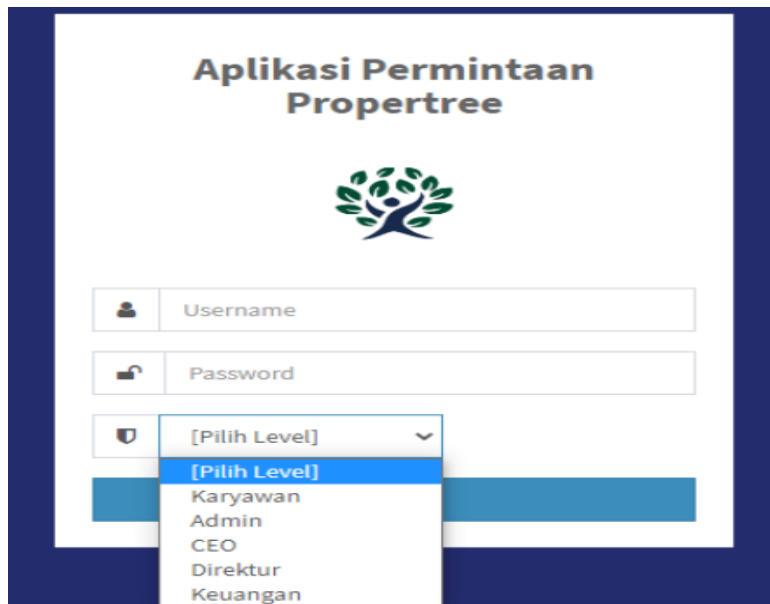 Aplikasi Permintaan
Propertree
Username
Password
[Pilih Level]
[Pilih Level]
Karyawan
Admin
CEO
Direktur
Keuangan